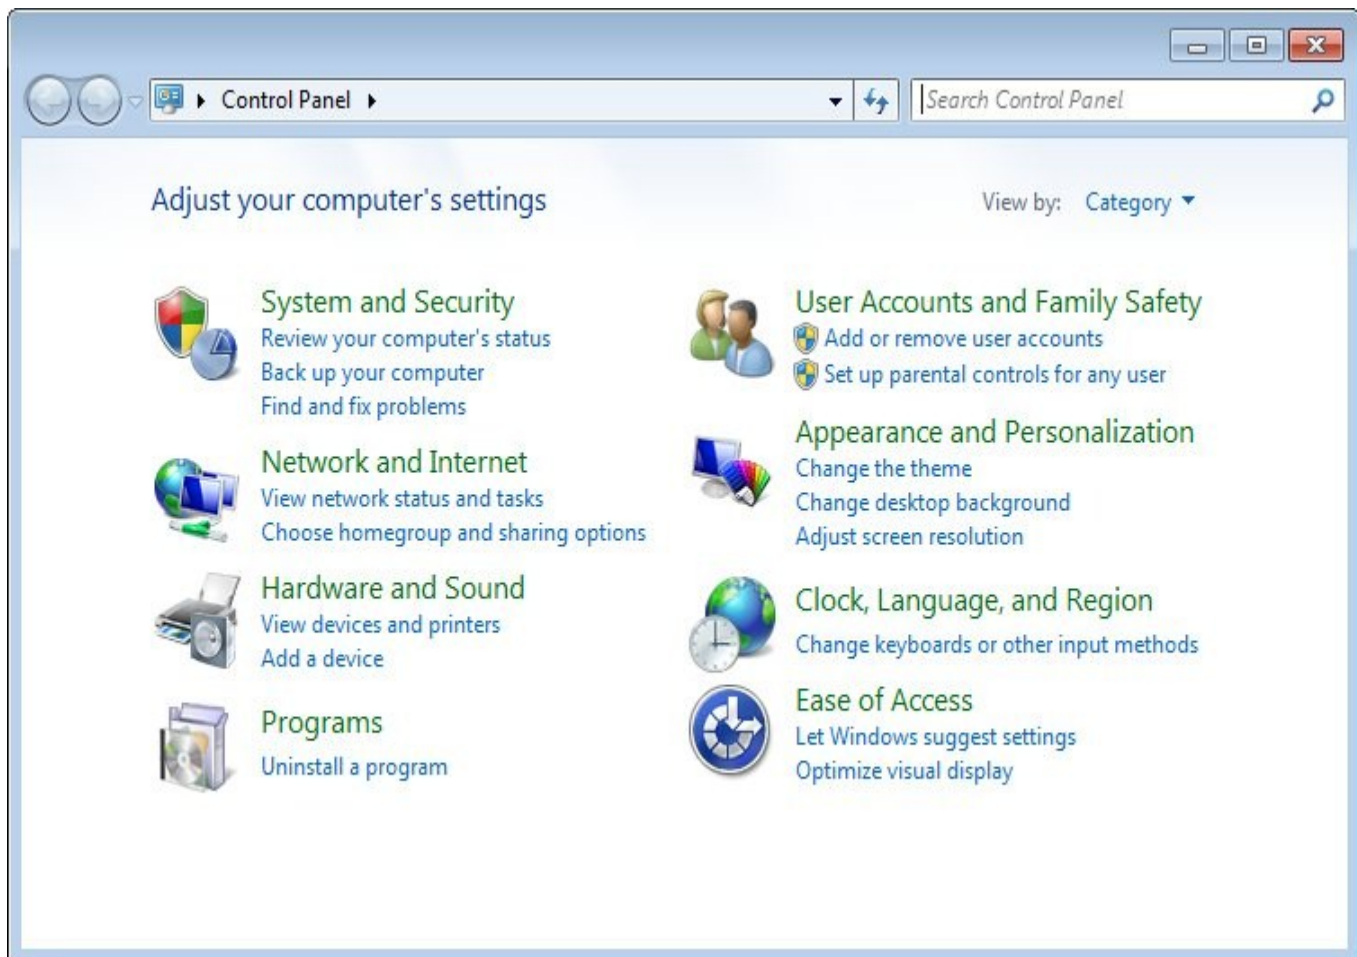 Control Panel
Search Control Panel
Adjust your computer's settings
View by: Category
System and Security
Review your computer's status
Back up your computer
Find and fix problems
Network and Internet
View network status and tasks
Choose homegroup and sharing options
Hardware and Sound
View devices and printers
Add a device
Programs
Uninstall a program
User Accounts and Family Safety
Add or remove user accounts
Set up parental controls for any user
Appearance and Personalization
Change the theme
Change desktop background
Adjust screen resolution
Clock, Language, and Region
Change keyboards or other input methods
Ease of Access
Let Windows suggest settings
Optimize visual display